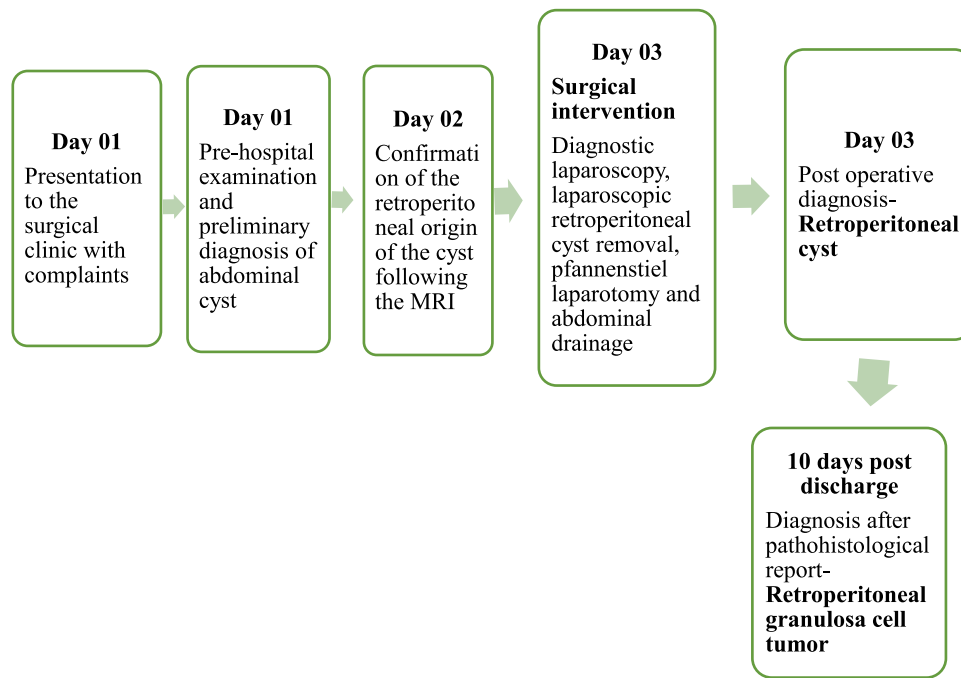 Day 01
Presentation
to the
surgical
clinic with
complaints
Day 01
Pre-hospital
examination
and
preliminary
diagnosis of
abdominal
cyst
Day 02
Confirmati
on of the
retroperito
neal origin
of the cyst
following
the MRI
Day 03
Surgical
intervention
Diagnostic
laparoscopy,
laparoscopic
retroperitoneal
cyst removal,
pfannenstiel
laparotomy and
abdominal
drainage
Day 03
Post operative
diagnosis-
Retroperitoneal
cyst
10 days post
discharge
Diagnosis after
pathohistological
report-
Retroperitoneal
granulosa cell
tumor